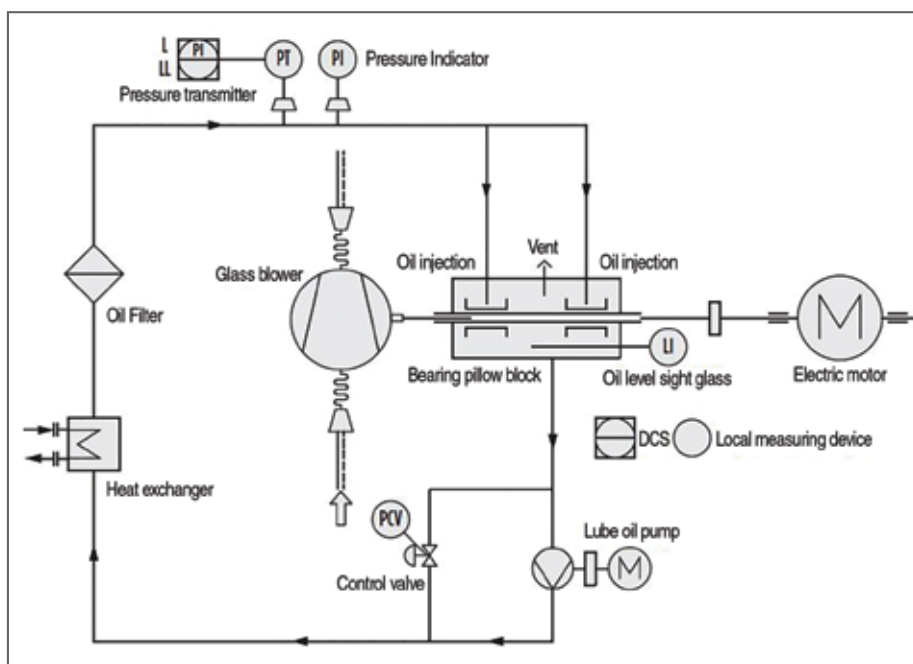 L
LL
PI
PT
PI
Pressure Indicator
Pressure transmitter
Vent
Glass blower
Oil injection
Oil injection
Oil Filter
M
LI
Bearing pillow block
Oil level sight glass
Electric motor
DCS
Local measuring device
Heat exchanger
PCV
Lube oil pump
M
Control valve